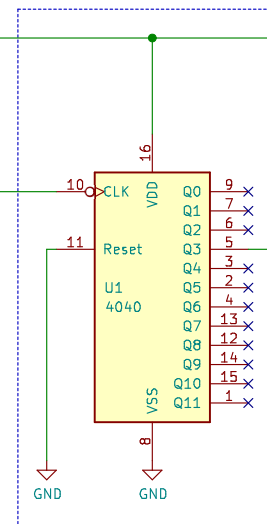 16
VDD
10 CLK Q0 9
Q1 7
Q2 6
11 Reset Q3 5
Q4 3
U1 Q5 2
4040 Q6 4
Q7 13
Q8 12
Q9 14
Q10 15
VSS Q11 1
8
GND GND